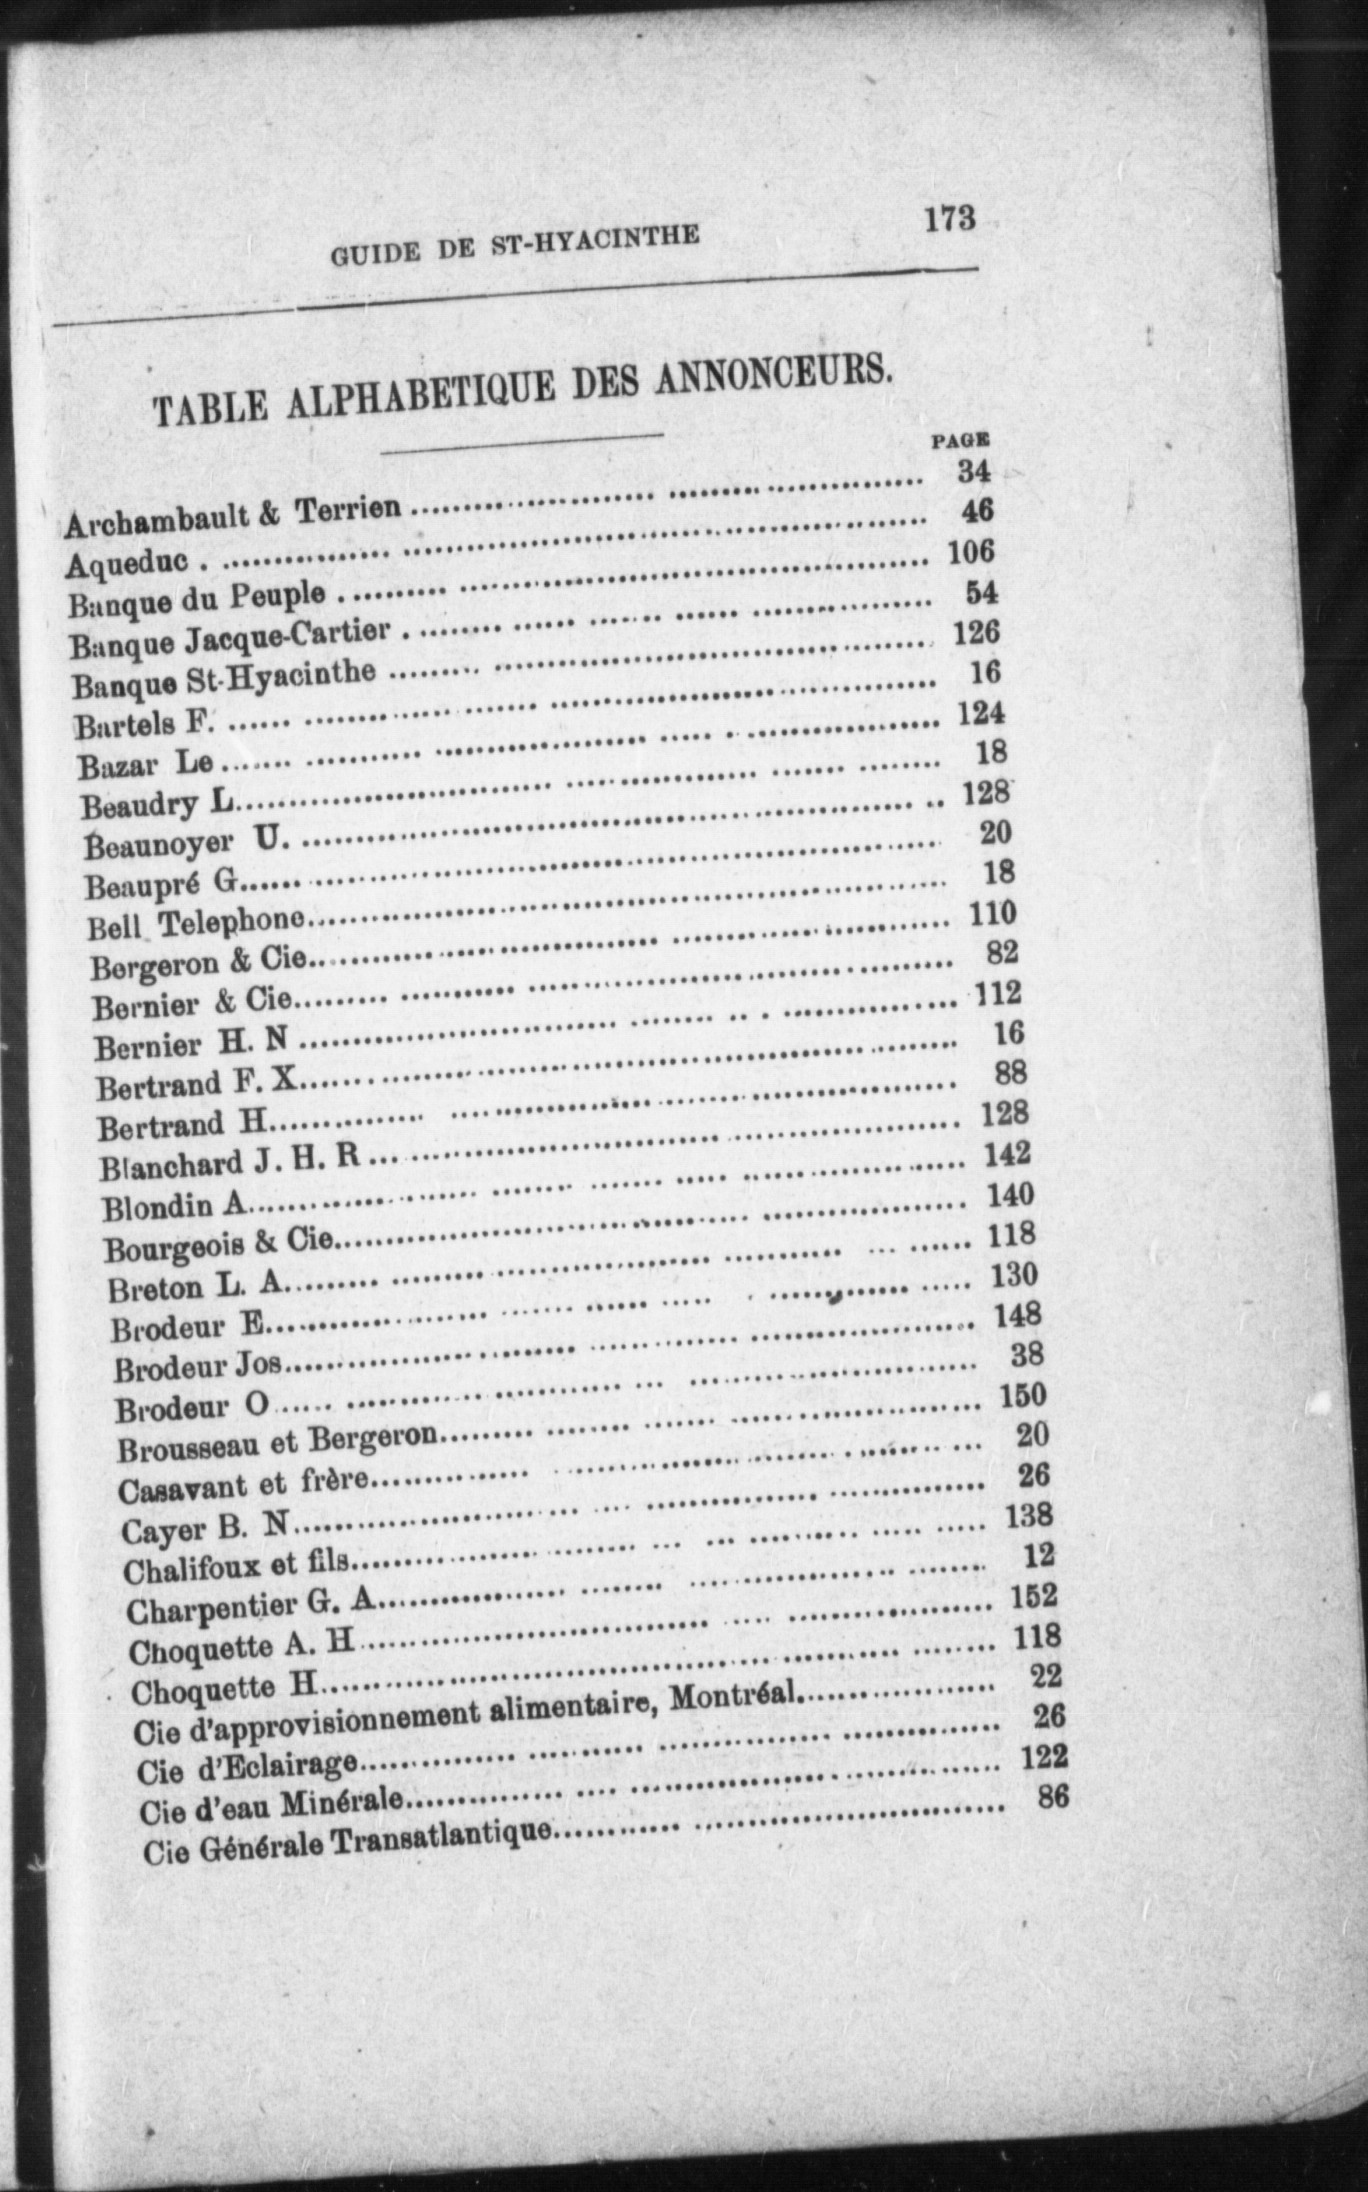 GUIDE DE ST-HYACINTHE 173
TABLE ALPHABETIQUE DES ANNONCEURS.
PAGE
Archambault & Terrien ........................ 34
Aqueduc ........................ 46
Banque du Peuple ........................ 106
Banque Jacque-Cartier ........................ 54
Banque St-Hyacinthe ........................ 126
Bartels F. ........................ 16
Bazar Le ........................ 124
Beaudry L ........................ 18
Beaunoyer U. ........................ 128
Beaupré G ........................ 20
Bell Telephone ........................ 18
Bergeron & Cie ........................ 110
Bernier & Cie ........................ 82
Bernier H. N ........................ 112
Bertrand F. X ........................ 16
Bertrand H ........................ 88
Blanchard J. H. R ........................ 128
Blondin A ........................ 142
Bourgeois & Cie ........................ 140
Breton L. A ........................ 118
Brodeur E ........................ 130
Brodeur Jos ........................ 148
Brodeur O ........................ 38
Brousseau et Bergeron ........................ 150
Casavant et frère ........................ 20
Cayer B. N ........................ 26
Chalifoux et fils ........................ 138
Charpentier G. A ........................ 12
Choquette A. H ........................ 152
Choquette H ........................ 118
Cie d'approvisionnement alimentaire, Montréal ........................ 22
Cie d'Eclairage ........................ 26
Cie d'eau Minérale ........................ 122
Cie Générale Transatlantique ........................ 86